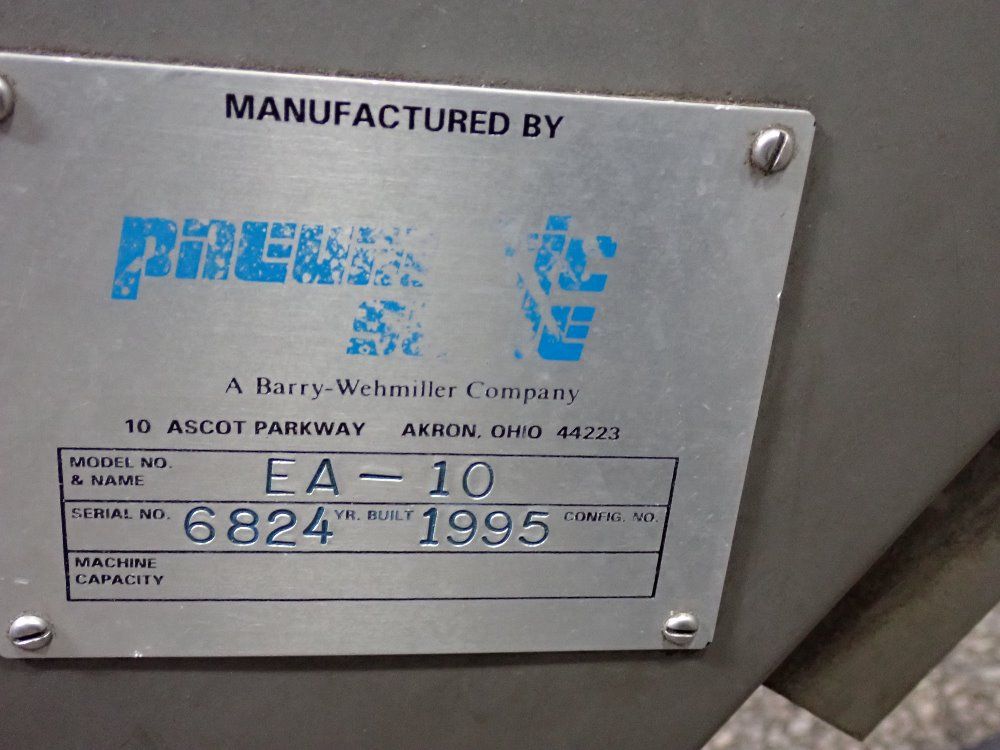 MANUFACTURED BY
A Barry-Wehmiller Company
10 ASCOT PARKWAY AKRON, OHIO 44223
MODEL NO. EA-10
& NAME
SERIAL NO. 6824 YR. BUILT 1995 CONFIG. NO.
MACHINE
CAPACITY